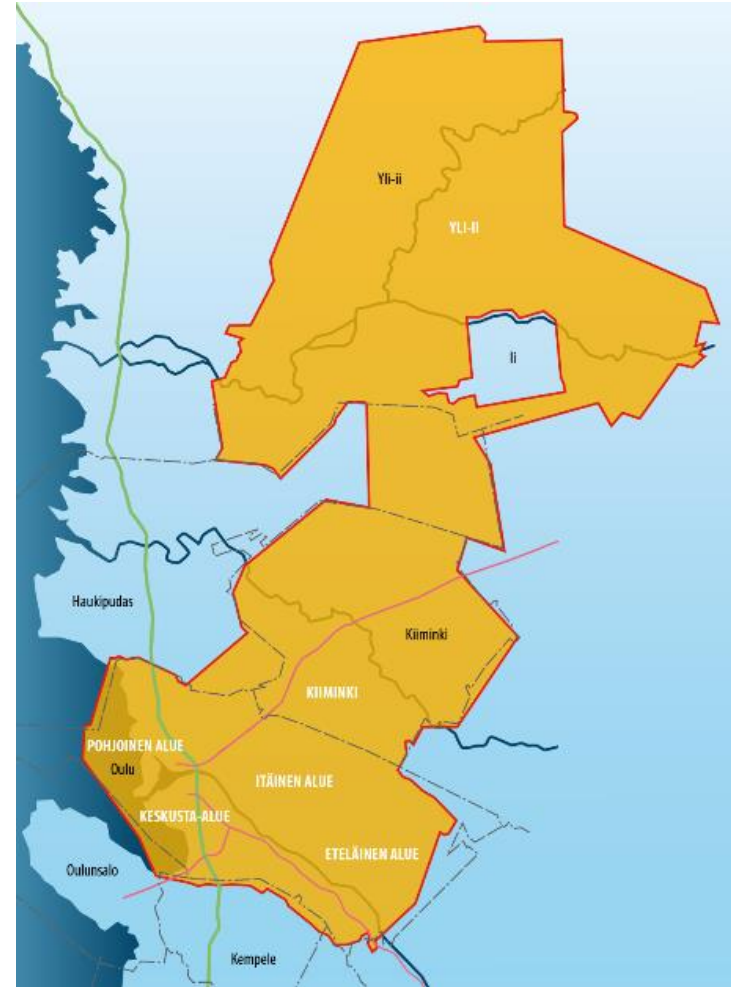 Yli-ii
YLI-II
Ii
Haukipudas
Kiiminki
KIIMINKI
POHJOINEN ALUE
Oulu
ITÄINEN ALUE
KESKUSTA-ALUE
ETELÄINEN ALUE
Oulunsalo
Kempele